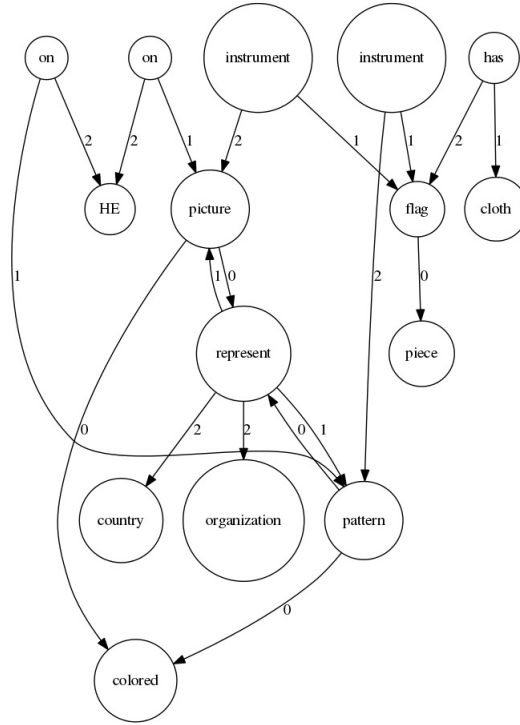 on on instrument instrument has
2 2 1 2 1 1 2 1
HE picture flag cloth
1 1 0 2 0
represent piece
0 2 2 0 1
country organization pattern
0
colored